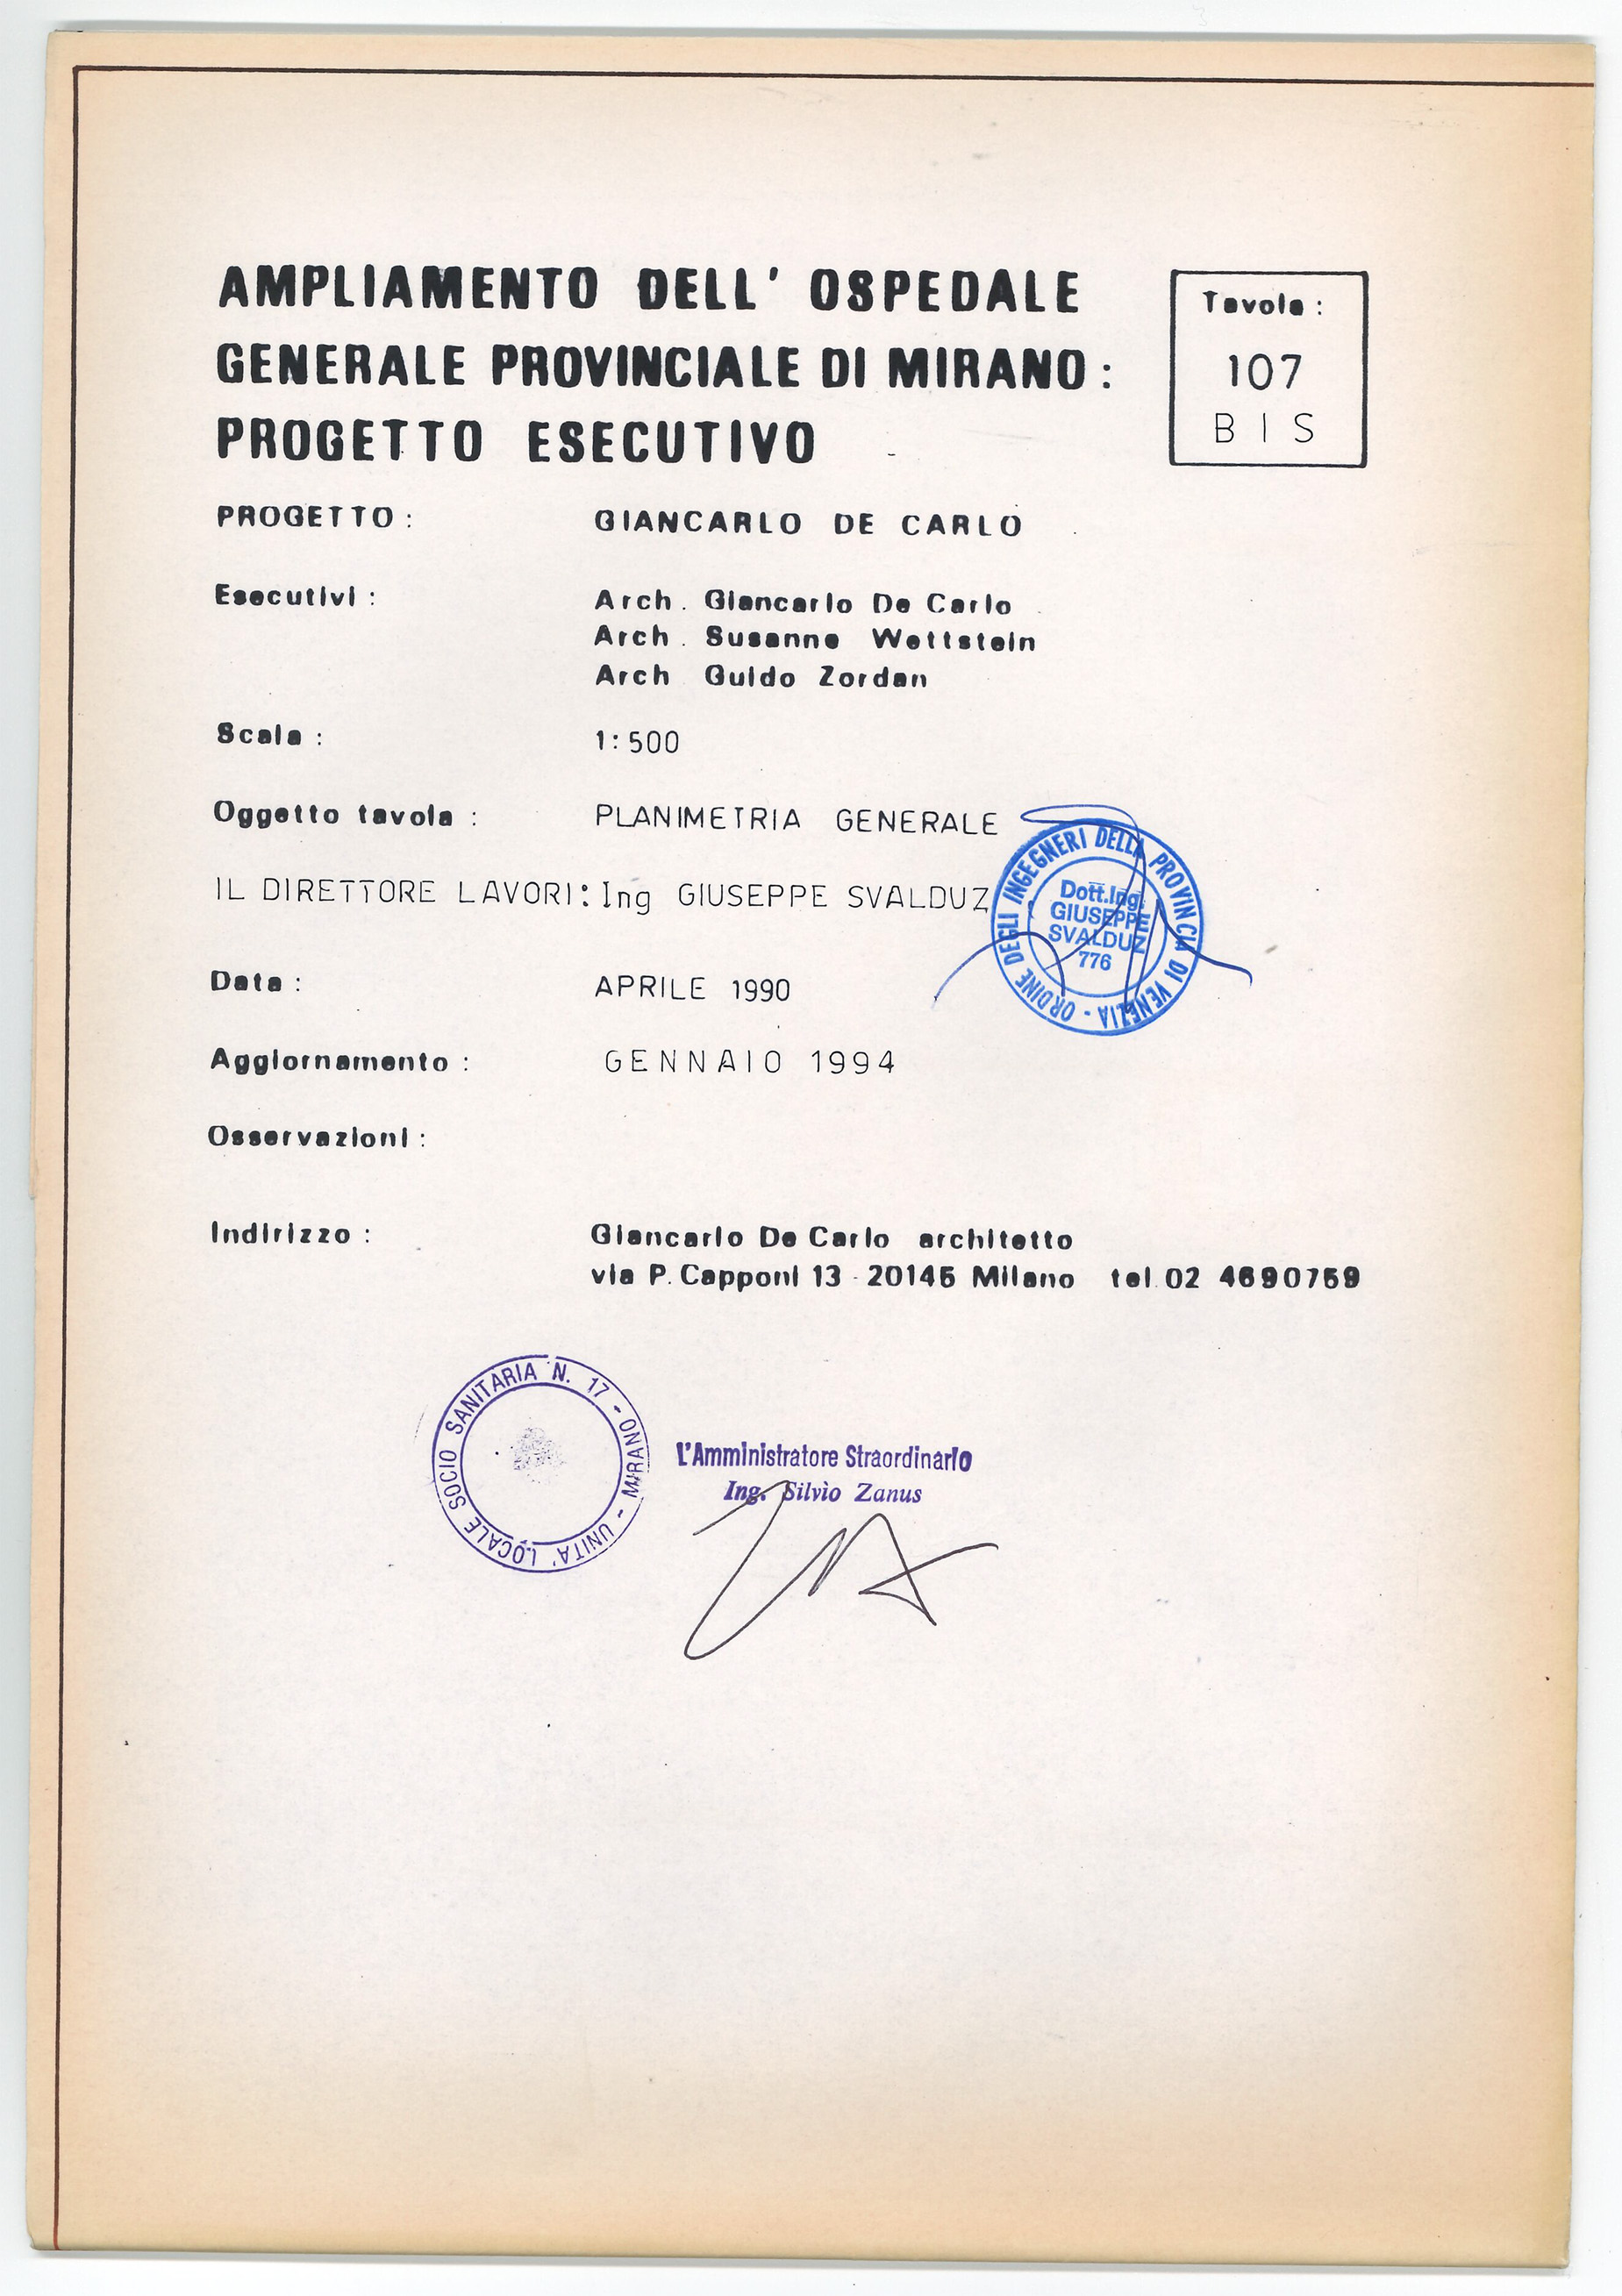 AMPLIAMENTO DELL' OSPEDALE
GENERALE PROVINCIALE DI MIRANO :
PROGETTO ESECUTIVO
Tavola :
107
BIS
PROGETTO : GIANCARLO DE CARLO
Esecutivi : Arch. Giancarlo De Carlo
Arch. Susanne Wettstein
Arch Guido Zordan
Scala : 1:500
Oggetto tavola : PLANIMETRIA GENERALE
IL DIRETTORE LAVORI: Ing GIUSEPPE SVALDUZ
ORDINE DEGLI INGEGNERI DELLA PROVINCIA DI VENEZIA -
Dott.Ing.
GIUSEPPE
SVALDUZ
776
Data : APRILE 1990
Aggiornamento : GENNAIO 1994
Osservazioni :
Indirizzo : Giancarlo De Carlo architetto
via P. Capponi 13 - 20145 Milano tel. 02 4690759
UNITA' LOCALE SOCIO SANITARIA N. 17 - MIRANO -
L'Amministratore Straordinario
Ing. Silvio Zanus